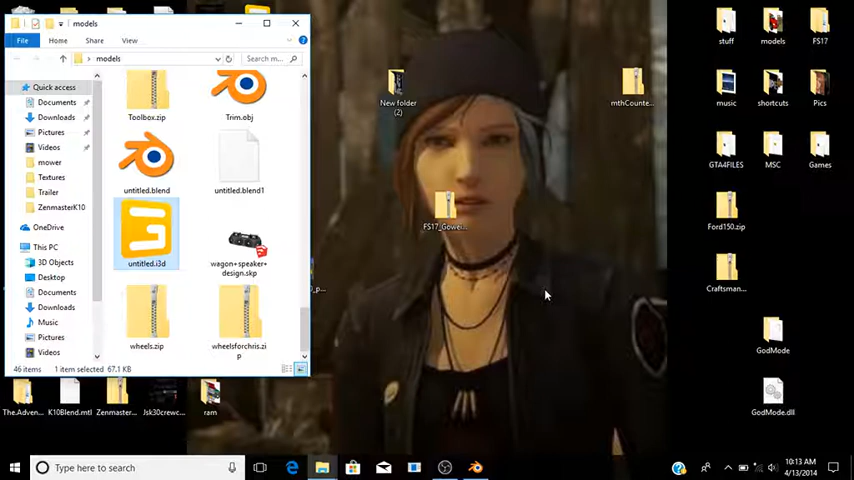 models
File
Home
Share
View
models
Search m...
Quick access
Documents
Downloads
Pictures
Videos
mower
Textures
Trailer
ZenmasterK10
OneDrive
This PC
3D Objects
Desktop
Documents
Downloads
Music
Pictures
Videos
Toolbox.zip
Trim.obj
untitled.blend
untitled.blend1
untitled.i3d
wagon+speaker+
design.skp
wheels.zip
wheelsforchris.zi
p
46 items
1 item selected 67.1 KB
New folder
(2)
mthCounte...
FS17_Gowei...
stuff
models
FS17
music
shortcuts
Pics
GTA4FILES
MSC
Games
Ford150.zip
Craftsman...
GodMode
GodMode.dll
The.Adven...
K10Blend.mtl
Zenmaster...
Jsk30crewc...
ram
Type here to search
10:13 AM
4/13/2014